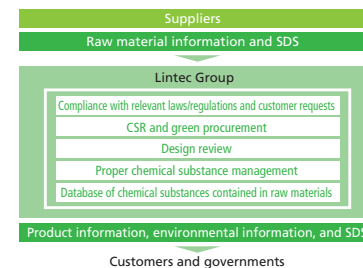 Suppliers
Raw material information and SDS
Lintec Group
Compliance with relevant laws/regulations and customer requests
CSR and green procurement
Design review
Proper chemical substance management
Database of chemical substances contained in raw materials
Product information, environmental information, and SDS
Customers and governments